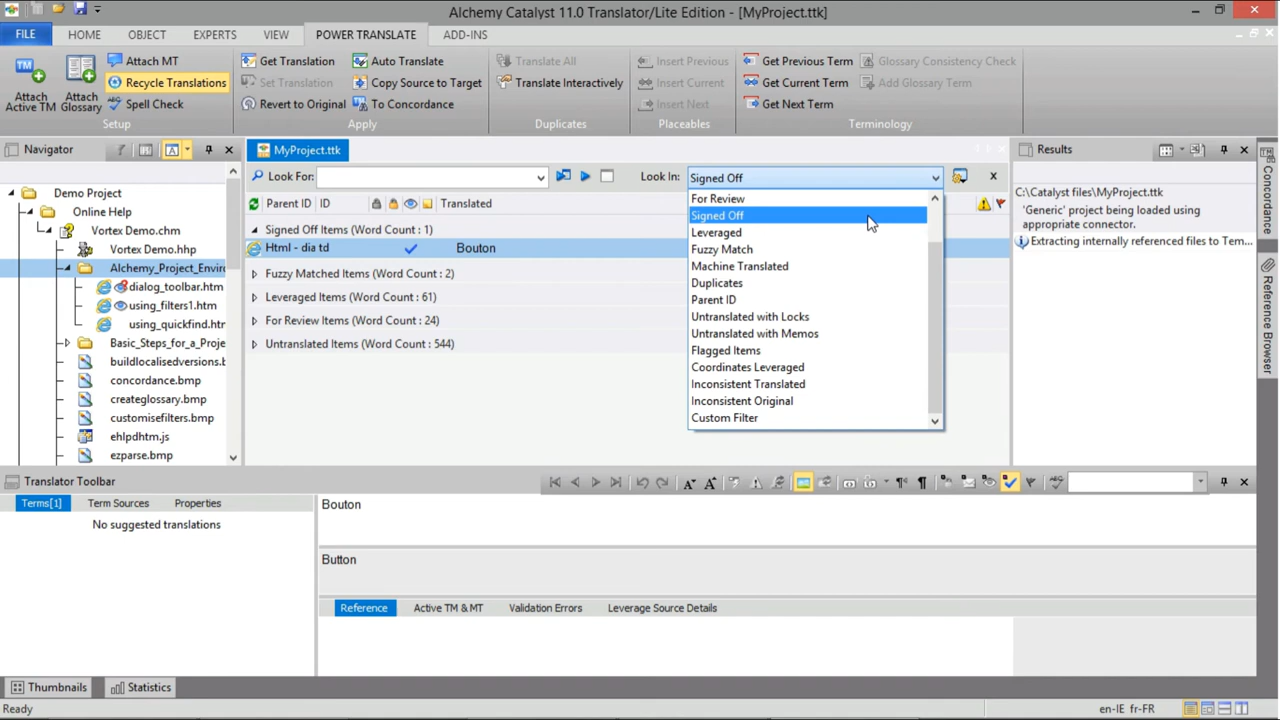 Alchemy Catalyst 11.0 Translator/Lite Edition - [MyProject.ttk]
FILE HOME OBJECT EXPERTS VIEW POWER TRANSLATE ADD-INS
Attach MT
Get Translation
Auto Translate
Translate All
Insert Previous
Get Previous Term
Glossary Consistency Check
Recycle Translations
Set Translation
Copy Source to Target
Translate Interactively
Insert Current
Get Current Term
Add Glossary Term
Attach Active TM
Attach Glossary
Spell Check
Revert to Original
To Concordance
Insert Next
Get Next Term
Setup
Apply
Duplicates
Placeables
Terminology
Navigator
MyProject.ttk
Results
Look For:
Look In:
Signed Off
Demo Project
Online Help
Vortex Demo.chm
Vortex Demo.hhp
Alchemy_Project_Envir
dialog_toolbar.htm
using_filters1.htm
using_quickfind.htm
Basic_Steps_for_a_Proje
buildlocalisedversions.b
concordance.bmp
createglossary.bmp
customisefilters.bmp
ehlpdhtm.js
ezparse.bmp
Parent ID ID Translated
Signed Off Items (Word Count : 1)
Html - dia td Bouton
Fuzzy Matched Items (Word Count : 2)
Leveraged Items (Word Count : 61)
For Review Items (Word Count : 24)
Untranslated Items (Word Count : 544)
For Review
Signed Off
Leveraged
Fuzzy Match
Machine Translated
Duplicates
Parent ID
Untranslated with Locks
Untranslated with Memos
Flagged Items
Coordinates Leveraged
Inconsistent Translated
Inconsistent Original
Custom Filter
C:\Catalyst files\MyProject.ttk
'Generic' project being loaded using
appropriate connector.
Extracting internally referenced files to Tem...
Concordance
Reference Browser
Translator Toolbar
Terms[1] Term Sources Properties
No suggested translations
Bouton
Button
Reference Active TM & MT Validation Errors Leverage Source Details
Thumbnails Statistics
Ready
en-IE fr-FR